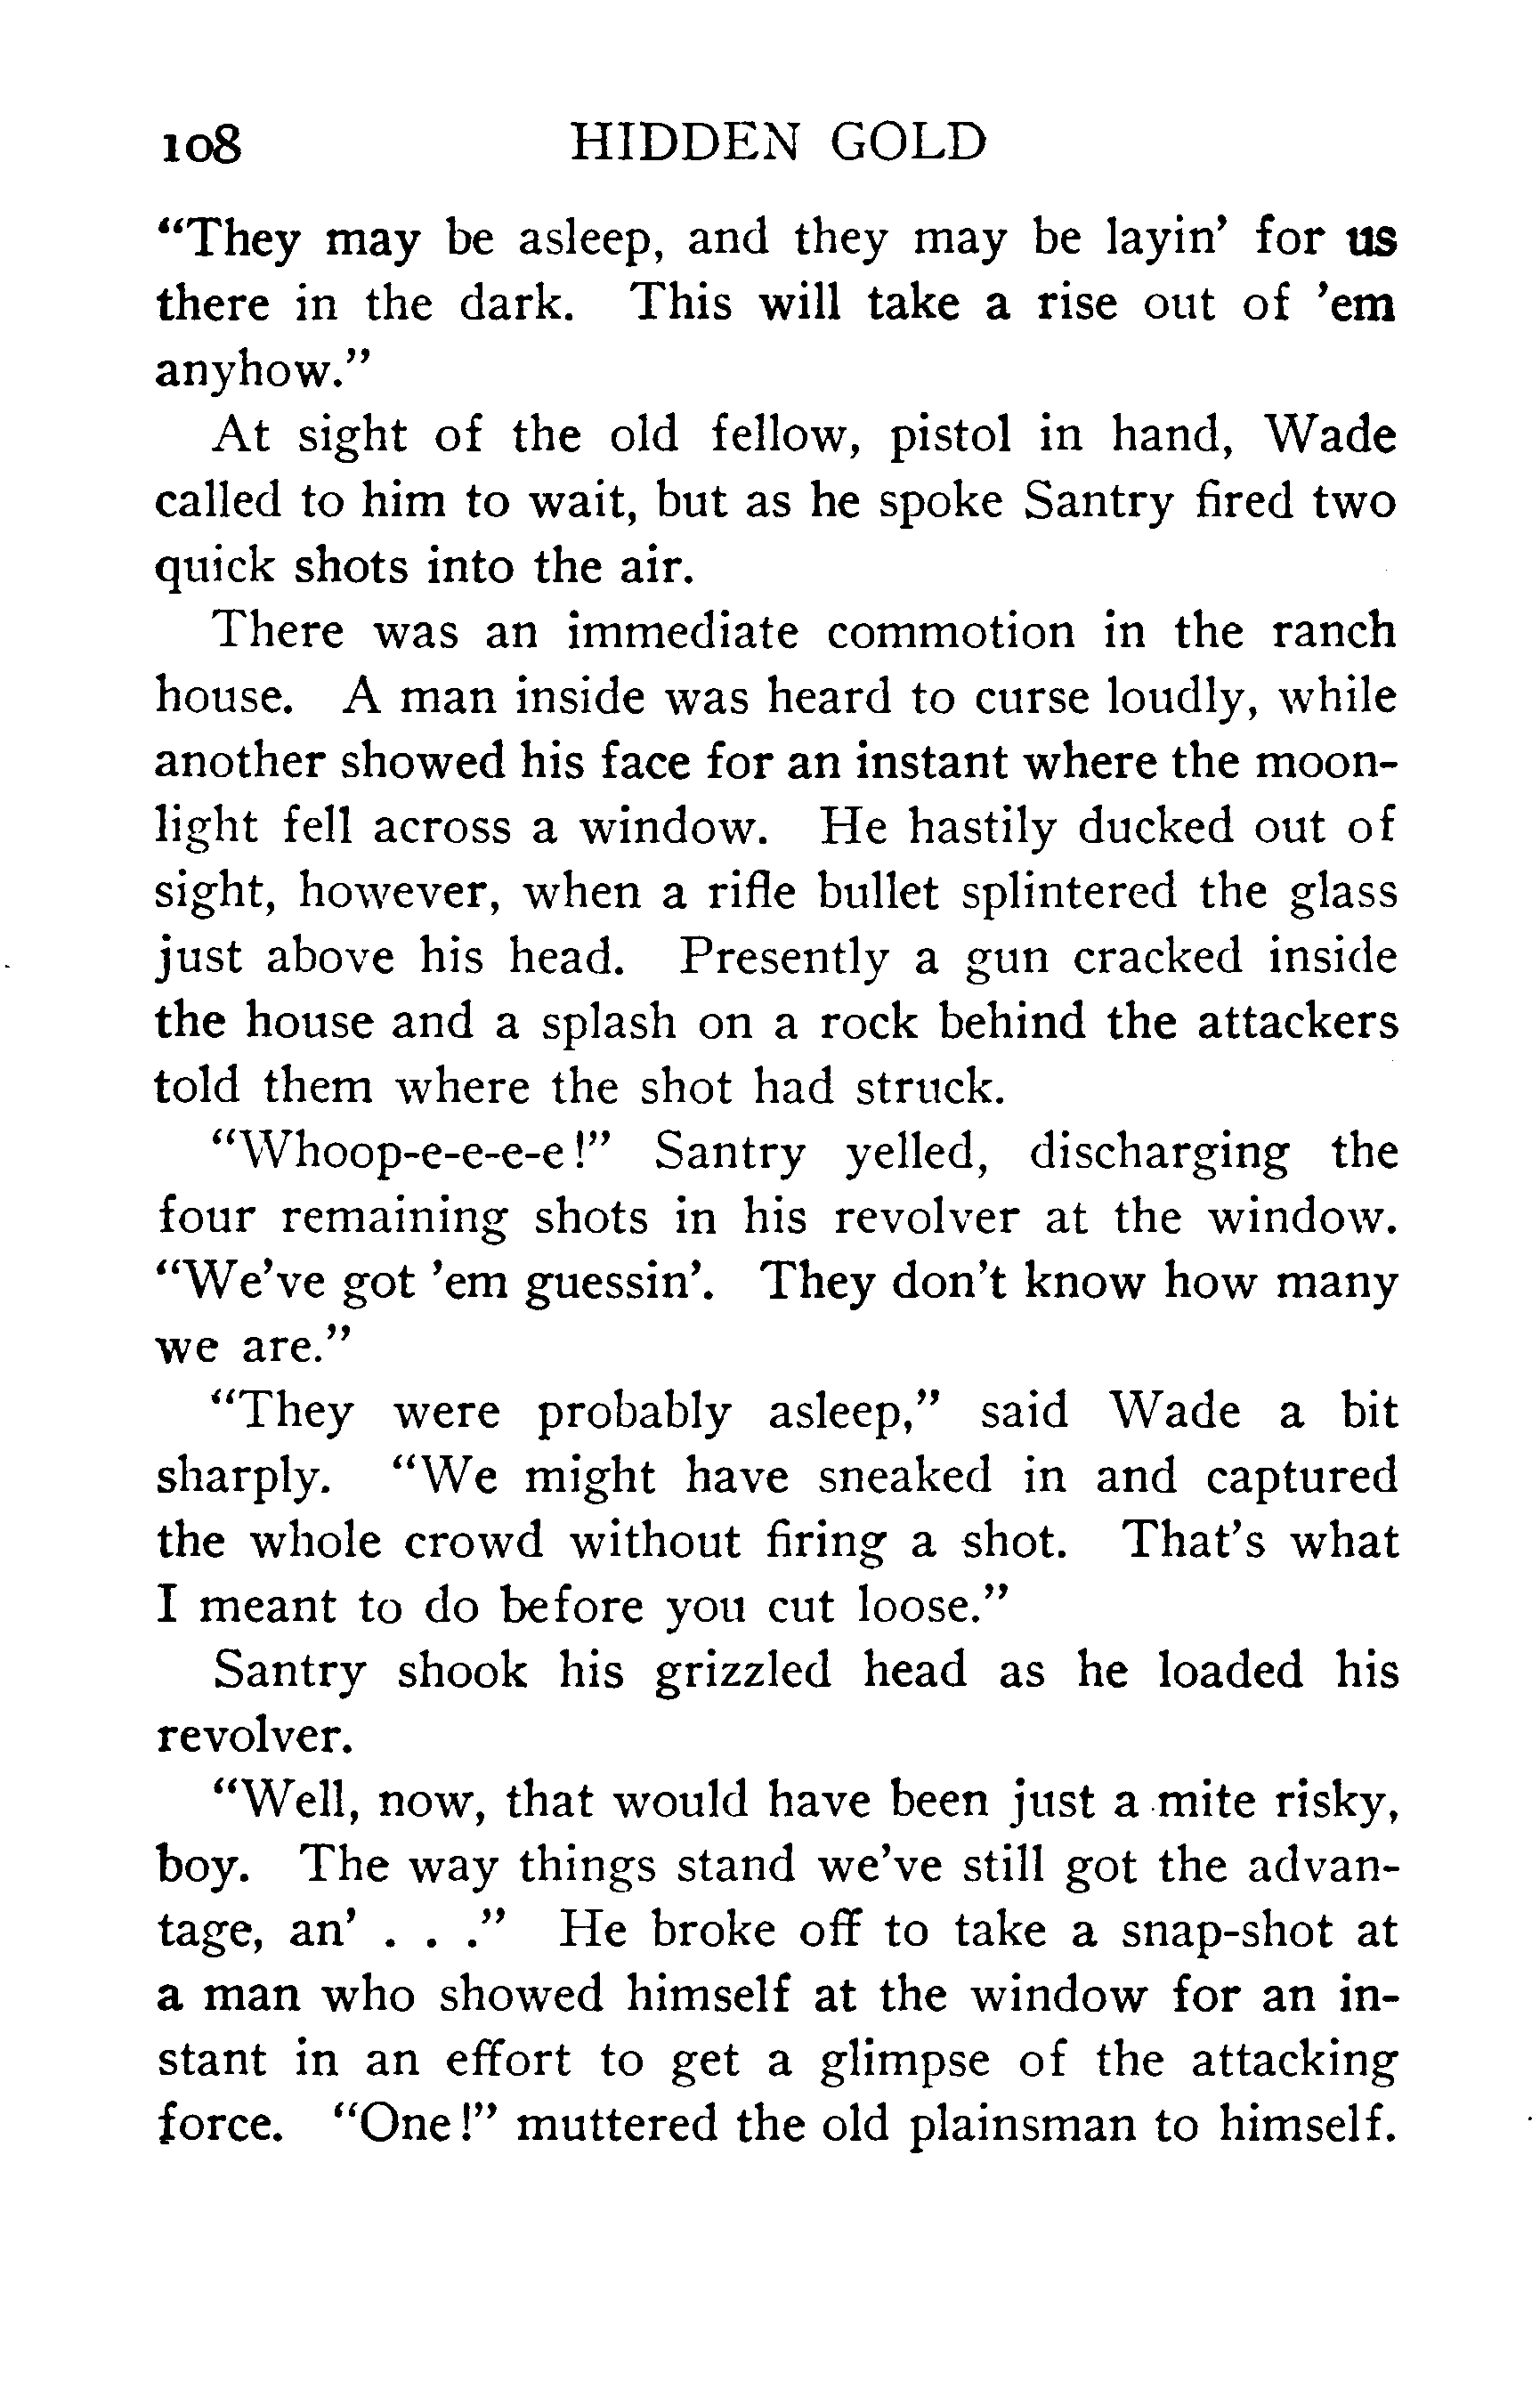 108 HIDDEN GOLD
“They may be asleep, and they may be layin’ for us
there in the dark. This will take a rise out of ’em
anyhow.”
At sight of the old fellow, pistol in hand, Wade
called to him to wait, but as he spoke Santry fired two
quick shots into the air.
There was an immediate commotion in the ranch
house. A man inside was heard to curse loudly, while
another showed his face for an instant where the moon-
light fell across a window. He hastily ducked out of
sight, however, when a rifle bullet splintered the glass
just above his head. Presently a gun cracked inside
the house and a splash on a rock behind the attackers
told them where the shot had struck.
“Whoop-e-e-e-e!” Santry yelled, discharging the
four remaining shots in his revolver at the window.
“We’ve got ’em guessin’. They don’t know how many
we are.”
“They were probably asleep,” said Wade a bit
sharply. “We might have sneaked in and captured
the whole crowd without firing a shot. That’s what
I meant to do before you cut loose.”
Santry shook his grizzled head as he loaded his
revolver.
“Well, now, that would have been just a mite risky,
boy. The way things stand we’ve still got the advan-
tage, an’ . . .” He broke off to take a snap-shot at
a man who showed himself at the window for an in-
stant in an effort to get a glimpse of the attacking
force. “One!” muttered the old plainsman to himself.